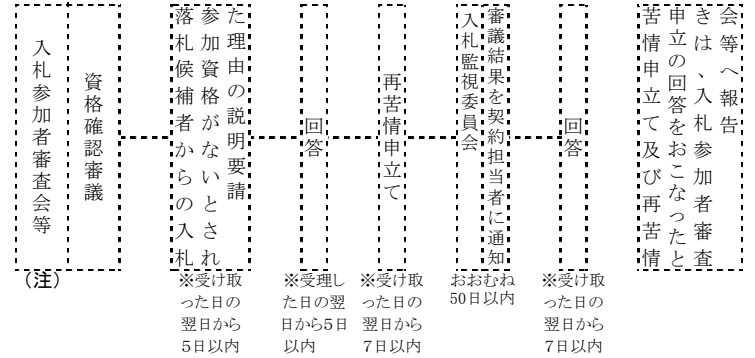 入札参加者審査会等
資格確認審議
落札候補者からの入札
参加資格がないとされ
た理由の説明要請
回答
再苦情申立て
入札監視委員会
審議結果を契約担当者に通知
回答
苦情申立て及び再苦情
申立の回答をおこなったと
きは、入札参加者審査
会等へ報告
(注)
※受け取
った日の
翌日から
5日以内
※受理し
た日の翌
日から5日
以内
※受け取
った日の
翌日から
7日以内
おおむね
50日以内
※受け取
った日の
翌日から
7日以内